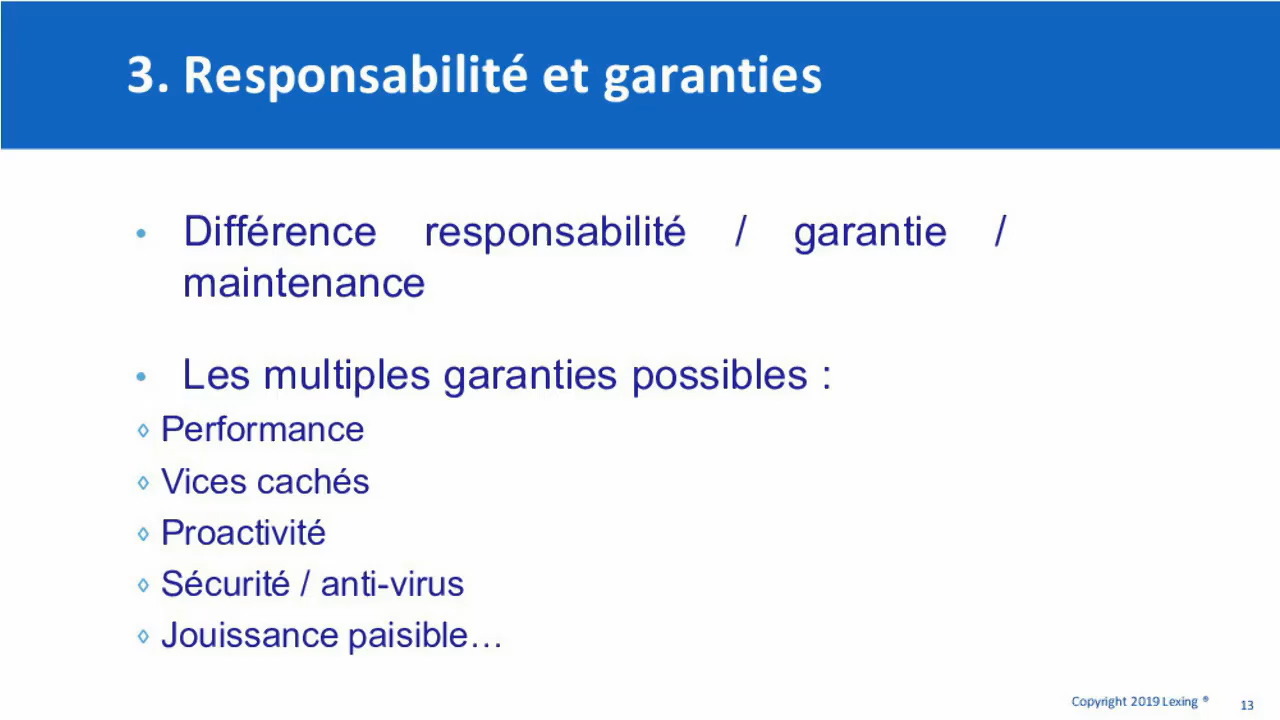 3. Responsabilité et garanties
• Différence responsabilité / garantie /
maintenance
• Les multiples garanties possibles :
◊ Performance
◊ Vices cachés
◊ Proactivité
◊ Sécurité / anti-virus
◊ Jouissance paisible…
Copyright 2019 Lexing ® 13